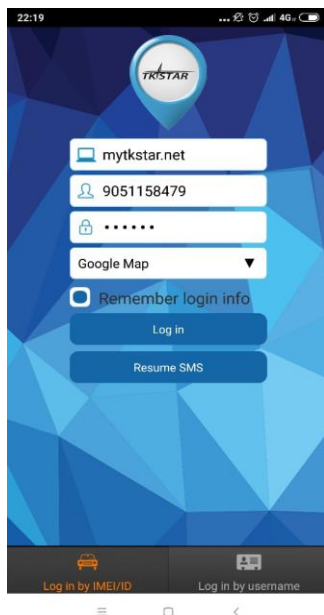 22:19
... 4G
TKSTAR
mytkstar.net
9051158479
••••••
Google Map
Remember login info
Log in
Resume SMS
Log in by IMEI/ID
Log in by username